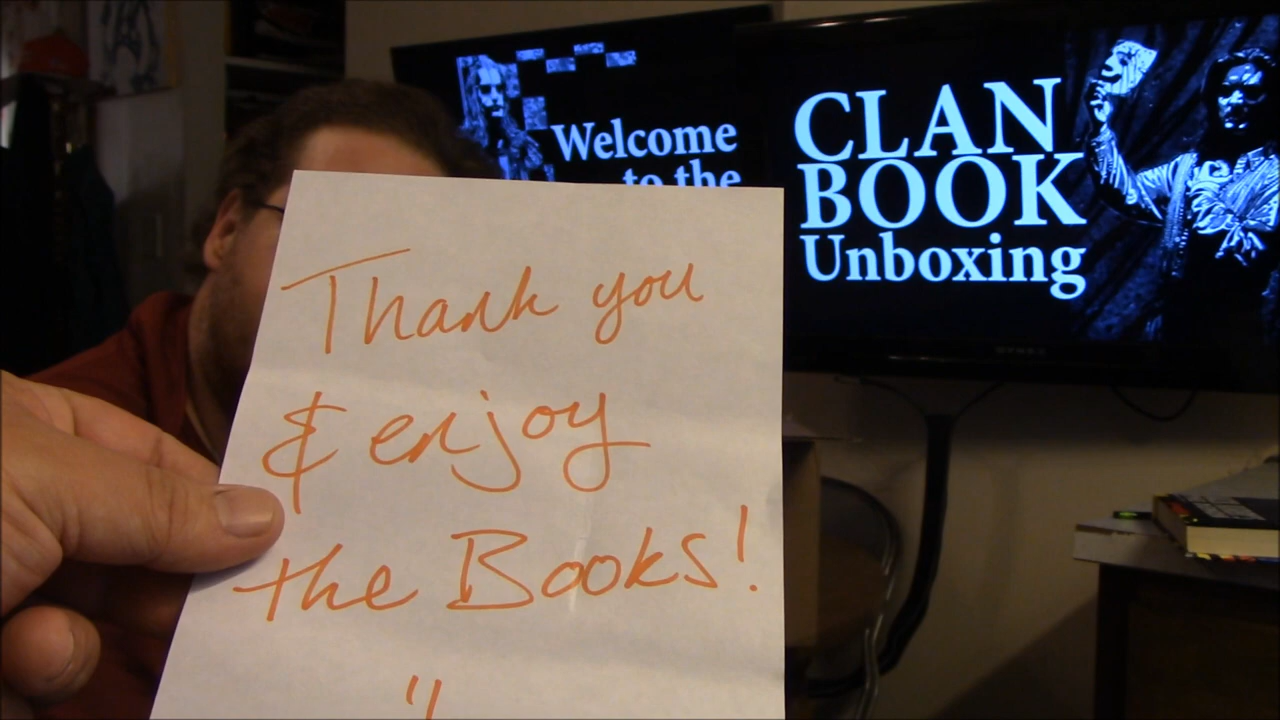 Welcome
to the
CLAN
BOOK
Unboxing
Thank you
& enjoy
the Books!